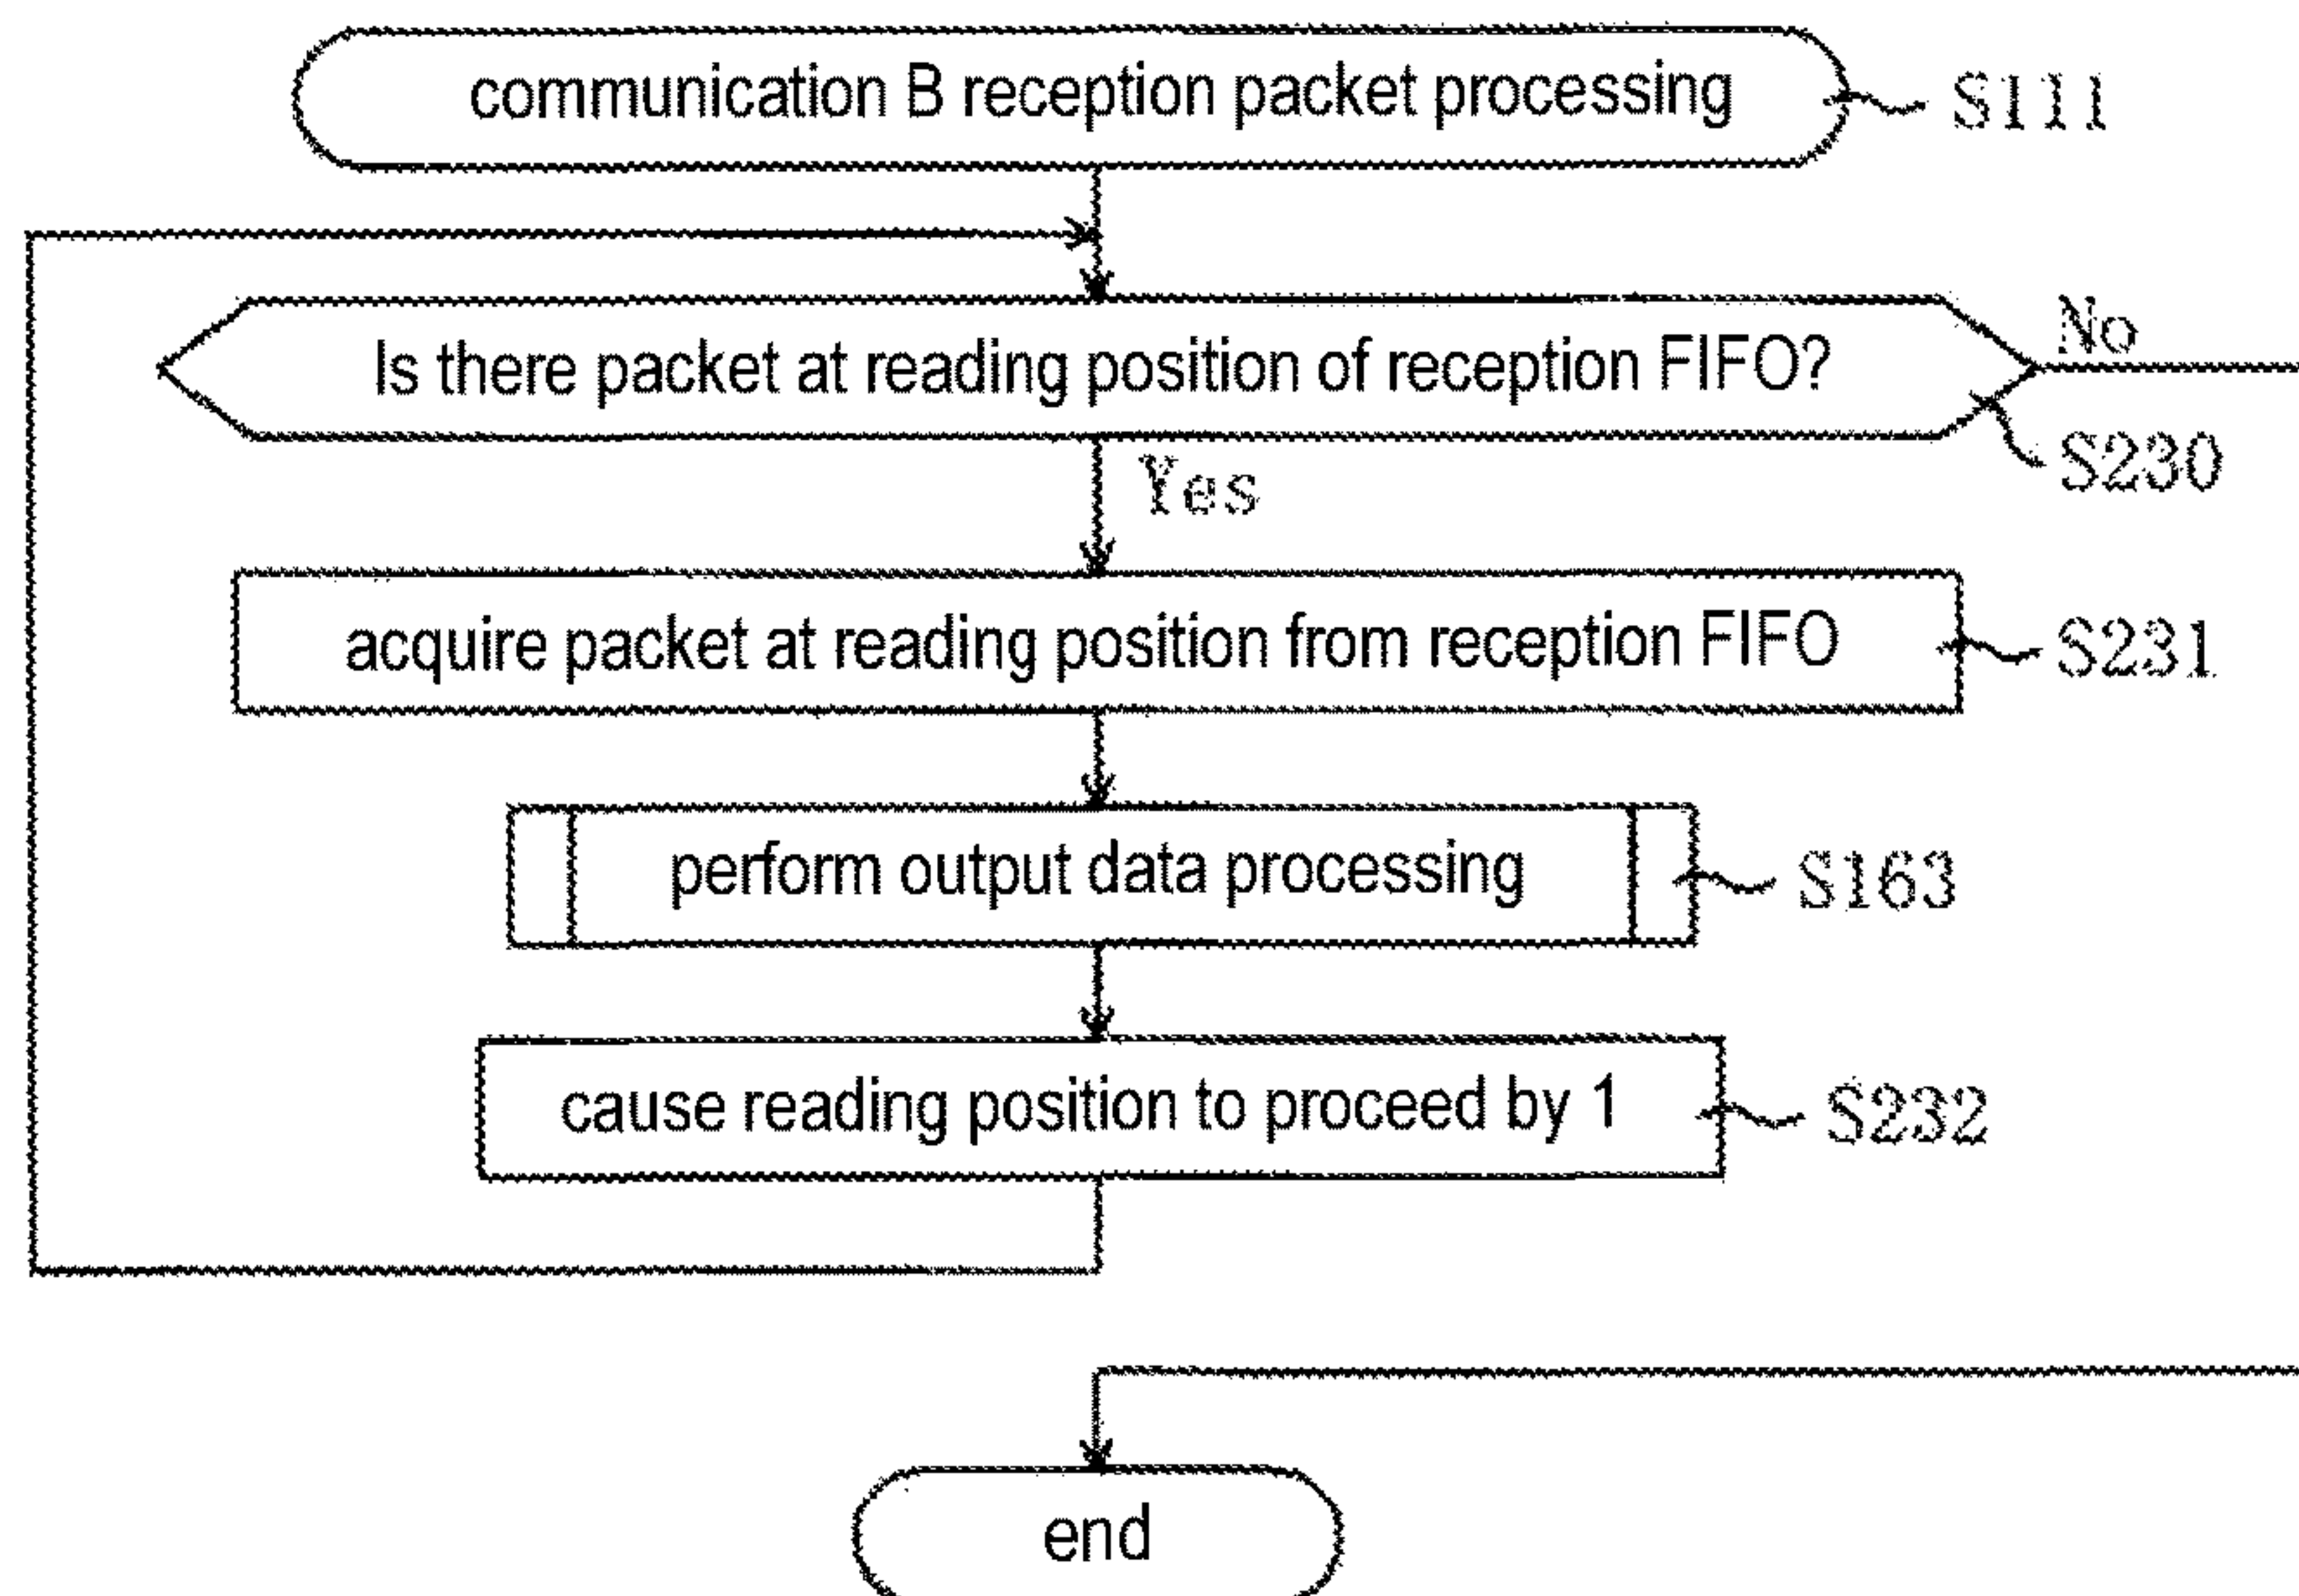 communication B reception packet processing
S111
Is there packet at reading position of reception FIFO?
No
S230
Yes
acquire packet at reading position from reception FIFO
S231
perform output data processing
S163
cause reading position to proceed by 1
S232
end